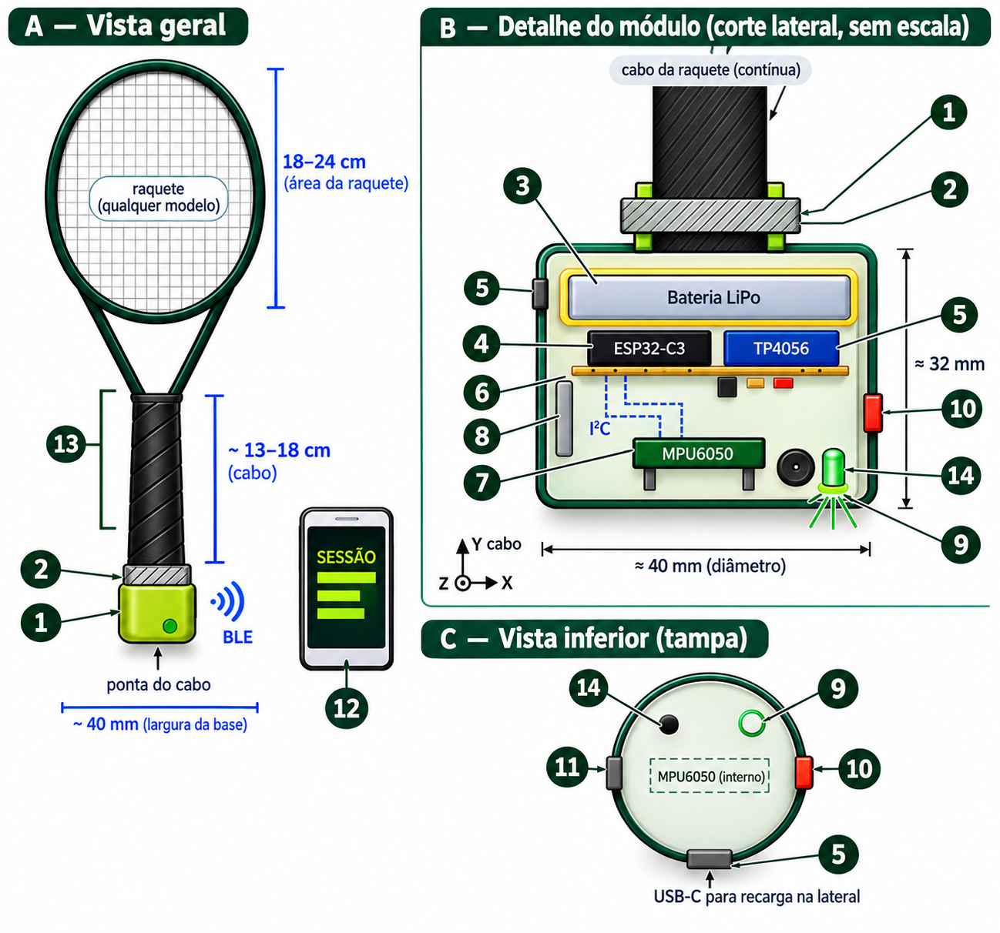 A — Vista geral
18–24 cm
(área da raquete)
raquete
(qualquer modelo)
13
~ 13–18 cm
(cabo)
2
1
BLE
ponta do cabo
~ 40 mm (largura da base)
SESSÃO
12
B — Detalhe do módulo (corte lateral, sem escala)
cabo da raquete (contínua)
1
2
3
5
Bateria LiPo
5
4
ESP32-C3
TP4056
≈ 32 mm
6
10
8
I²C
7
MPU6050
14
9
Y cabo
Z
X
≈ 40 mm (diâmetro)
C — Vista inferior (tampa)
14
9
11
MPU6050 (interno)
10
5
USB-C para recarga na lateral